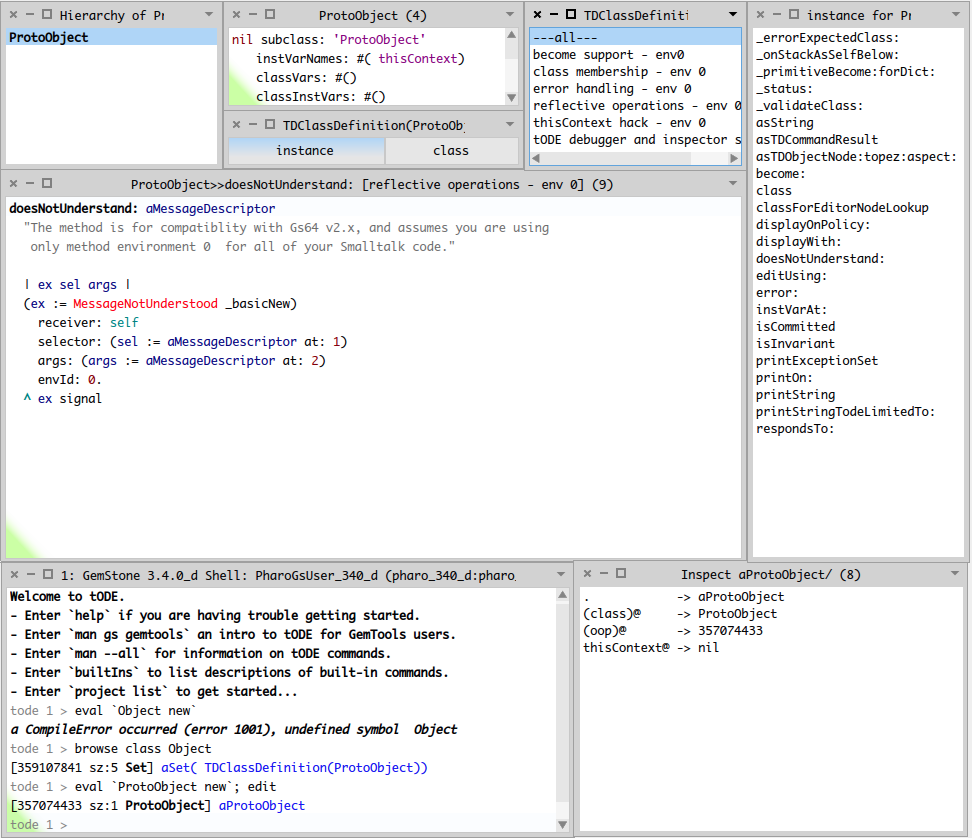 Hierarchy of Pr
ProtoObject
ProtoObject (4)
nil subclass: 'ProtoObject'
instVarNames: #( thisContext)
classVars: #()
classInstVars: #()
TDClassDefinition(ProtoOb
instance
class
TDClassDefiniti
---all---
become support - env0
class membership - env 0
error handling - env 0
reflective operations - env 0
thisContext hack - env 0
tODE debugger and inspector s
instance for Pr
_errorExpectedClass:
_onStackAsSelfBelow:
_primitiveBecome:forDict:
_status:
_validateClass:
asString
asTDCommandResult
asTDObjectNode:topez:aspect:
become:
class
classForEditorNodeLookup
displayOnPolicy:
displayWith:
doesNotUnderstand:
editUsing:
error:
instVarAt:
isCommitted
isInvariant
printExceptionSet
printOn:
printString
printStringTodeLimitedTo:
respondsTo:
ProtoObject>>doesNotUnderstand: [reflective operations - env 0] (9)
doesNotUnderstand: aMessageDescriptor
"The method is for compatiblity with Gs64 v2.x, and assumes you are using
only method environment 0  for all of your Smalltalk code."
| ex sel args |
(ex := MessageNotUnderstood _basicNew)
receiver: self
selector: (sel := aMessageDescriptor at: 1)
args: (args := aMessageDescriptor at: 2)
envId: 0.
^ ex signal
1: GemStone 3.4.0_d Shell: PharoGsUser_340_d (pharo_340_d:pharo_
Welcome to tODE.
- Enter `help` if you are having trouble getting started.
- Enter `man gs gemtools` an intro to tODE for GemTools users.
- Enter `man --all` for information on tODE commands.
- Enter `builtIns` to list descriptions of built-in commands.
- Enter `project list` to get started...
tode 1 > eval `Object new`
a CompileError occurred (error 1001), undefined symbol  Object
tode 1 > browse class Object
[359107841 sz:5 Set] aSet( TDClassDefinition(ProtoObject))
tode 1 > eval `ProtoObject new`; edit
[357074433 sz:1 ProtoObject] aProtoObject
tode 1 >
Inspect aProtoObject/ (8)
. -> aProtoObject
(class)@ -> ProtoObject
(oop)@ -> 357074433
thisContext@ -> nil